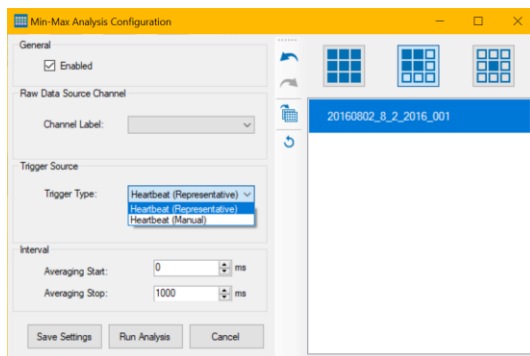 Min-Max Analysis Configuration
General
Enabled
Raw Data Source Channel
Channel Label:
Trigger Source
Trigger Type:
Heartbeat (Representative)
Heartbeat (Representative)
Heartbeat (Manual)
Interval
Averaging Start:
0
ms
Averaging Stop:
1000
ms
Save Settings
Run Analysis
Cancel
20160802_8_2_2016_001